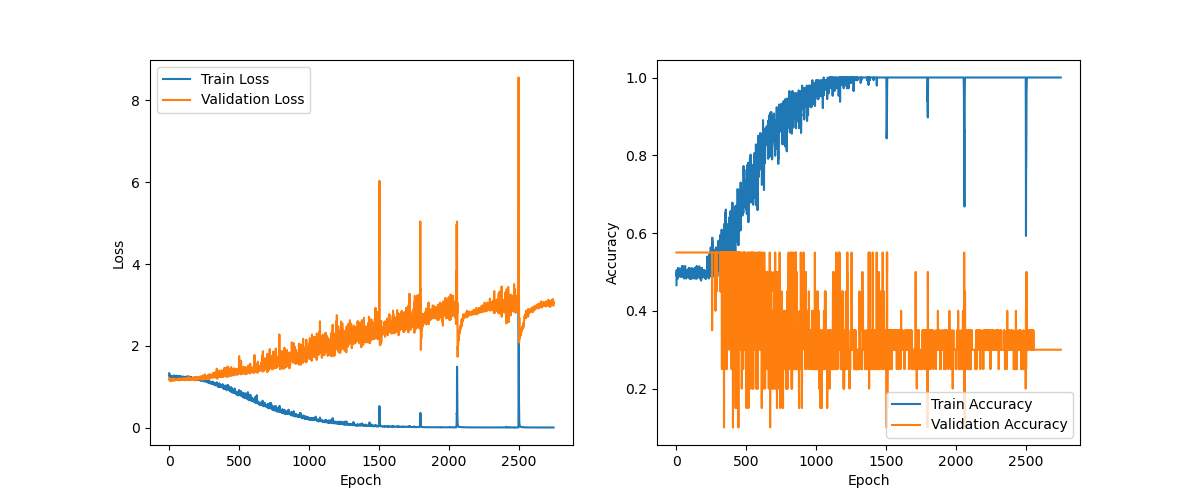 Train Loss
Validation Loss
8
6
4
2
0
Loss
0 500 1000 1500 2000 2500
Epoch
1.0
0.8
0.6
0.4
0.2
Accuracy
Train Accuracy
Validation Accuracy
0 500 1000 1500 2000 2500
Epoch